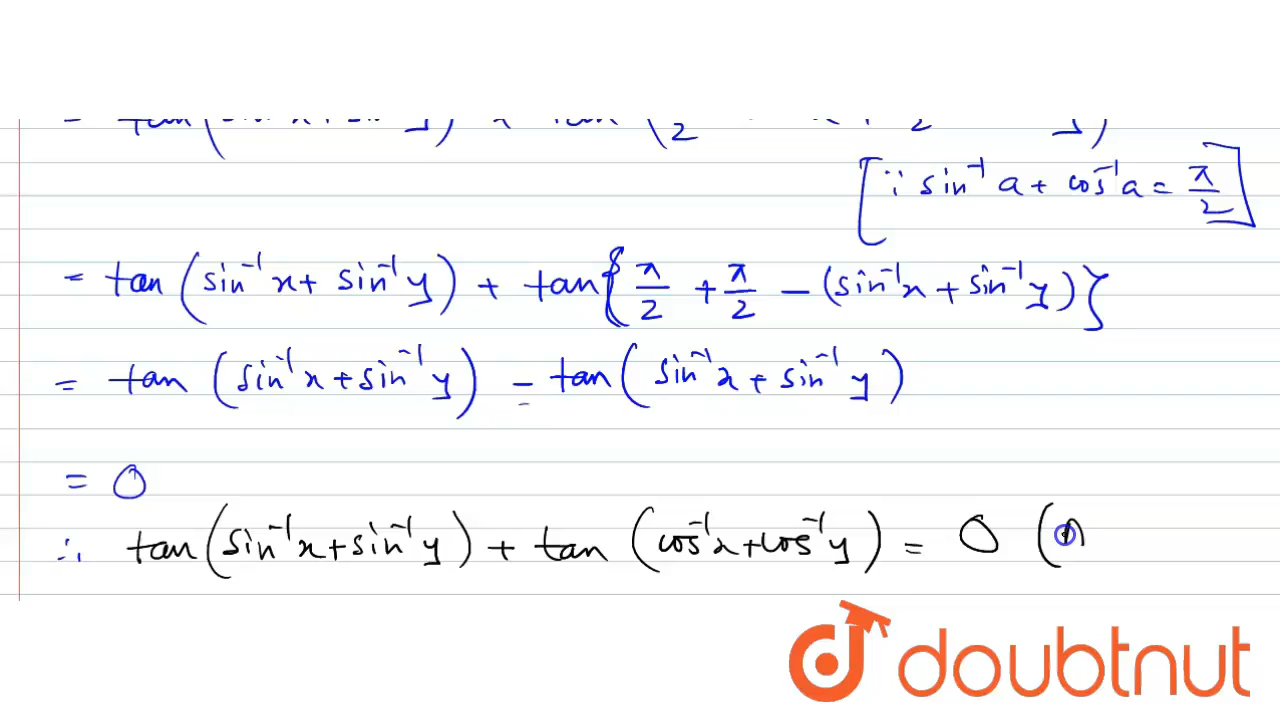 [∵ sin⁻¹ a + cos⁻¹ a = π/2]
= tan (sin⁻¹x + sin⁻¹y) + tan{π/2 + π/2 − (sin⁻¹x + sin⁻¹y)}
= tan (sin⁻¹x + sin⁻¹y) − tan (sin⁻¹x + sin⁻¹y)
= 0
∴ tan (sin⁻¹x + sin⁻¹y) + tan (cos⁻¹x + cos⁻¹y) = 0 (
doubtnut